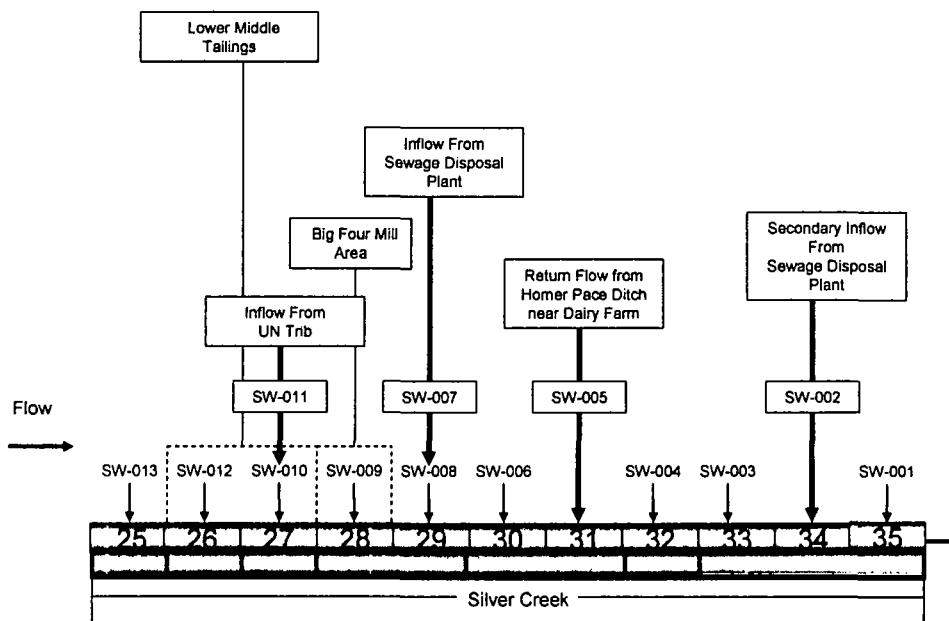 Lower Middle
Tailings
Inflow From
Sewage Disposal
Plant
Big Four Mill
Area
Secondary Inflow
From
Sewage Disposal
Plant
Return Flow from
Homer Pace Ditch
near Dairy Farm
Inflow From
UN Trib
SW-011
SW-007
SW-005
SW-002
Flow
SW-013
SW-012
SW-010
SW-009
SW-008
SW-006
SW-004
SW-003
SW-001
25
26
27
28
29
30
31
32
33
34
35
Silver Creek